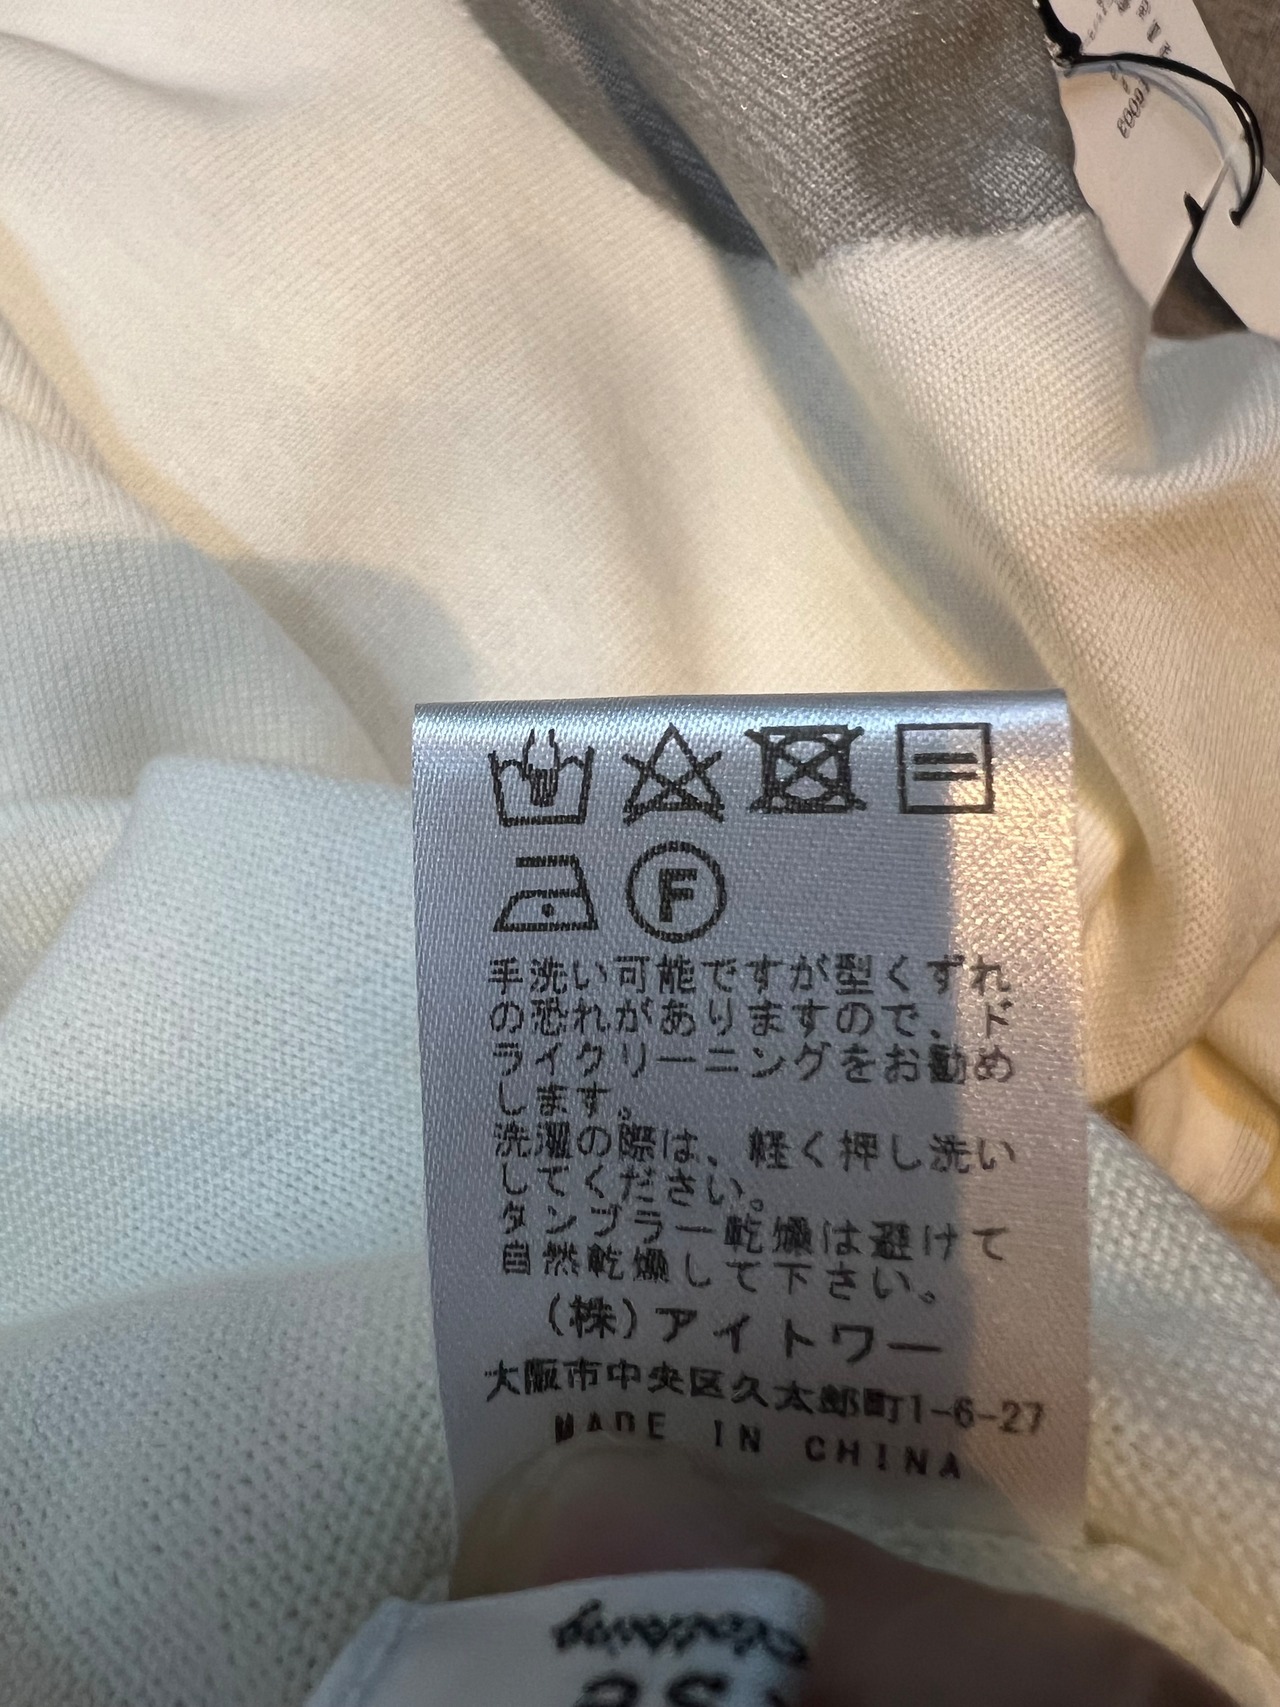 16003
F
手洗い可能ですが型くずれ
の恐れがありますので、ド
ライクリーニングをお勧め
します。
洗濯の際は、軽く押し洗い
してください。
タンブラー乾燥は避けて
自然乾燥して下さい。
(株)アイトワー
大阪市中央区久太郎町1-6-27
MADE IN CHINA
Clothing